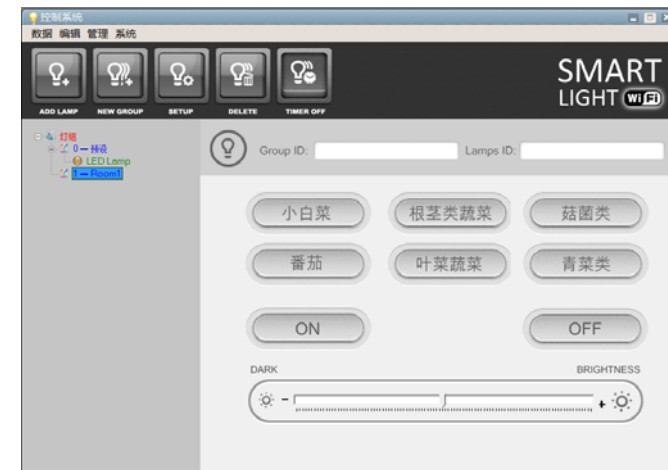 控制系统
数据 编辑 管理 系统
ADD LAMP NEW GROUP SETUP DELETE TIMER OFF
SMART
LIGHT WiFi
灯组
0 — 预设
LED Lamp
1 — Room1
Group ID: Lamps ID:
小白菜 根茎类蔬菜 菇菌类
番茄 叶菜蔬菜 青菜类
ON OFF
DARK BRIGHTNESS